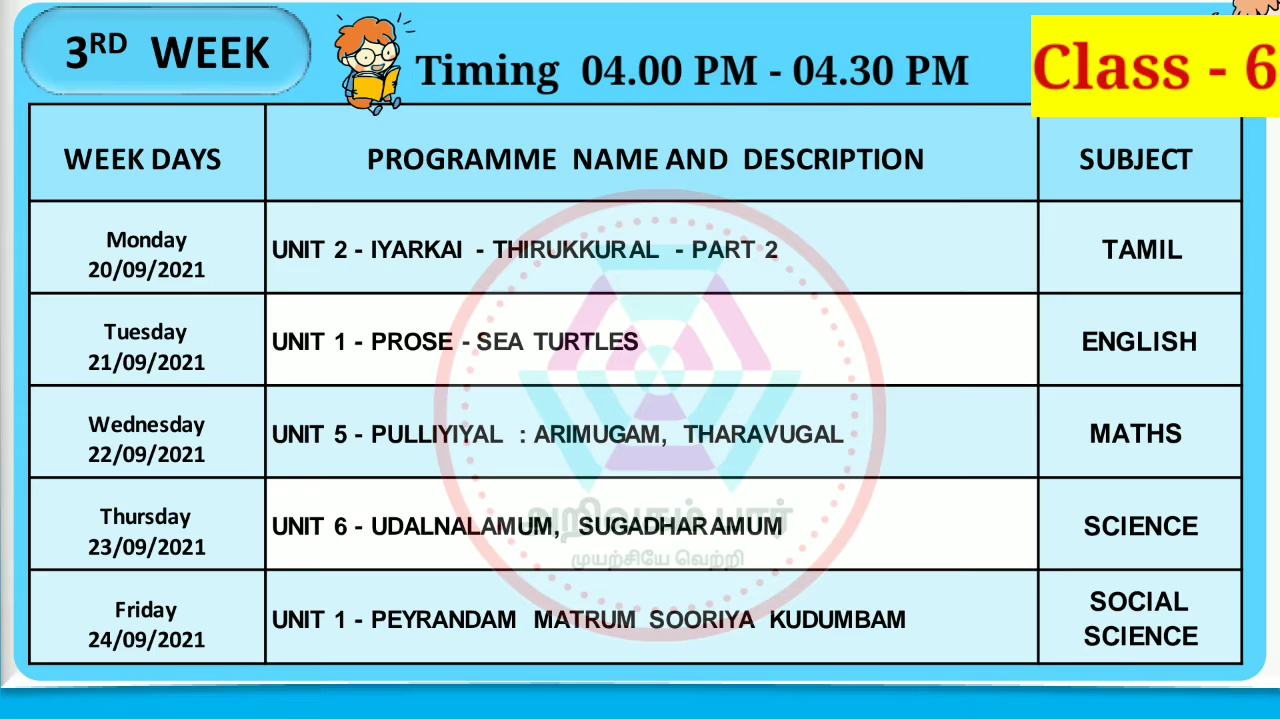 3RD WEEK
Timing 04.00 PM - 04.30 PM
Class - 6
WEEK DAYS
PROGRAMME NAME AND DESCRIPTION
SUBJECT
Monday
20/09/2021
UNIT 2 - IYARKAI - THIRUKKURAL - PART 2
TAMIL
Tuesday
21/09/2021
UNIT 1 - PROSE - SEA TURTLES
ENGLISH
Wednesday
22/09/2021
UNIT 5 - PULLIYIYAL : ARIMUGAM, THARAVUGAL
MATHS
Thursday
23/09/2021
UNIT 6 - UDALNALAMUM, SUGADHARAMUM
SCIENCE
அறிவகம் பார்
முயற்சியே வெற்றி
Friday
24/09/2021
UNIT 1 - PEYRANDAM MATRUM SOORIYA KUDUMBAM
SOCIAL
SCIENCE